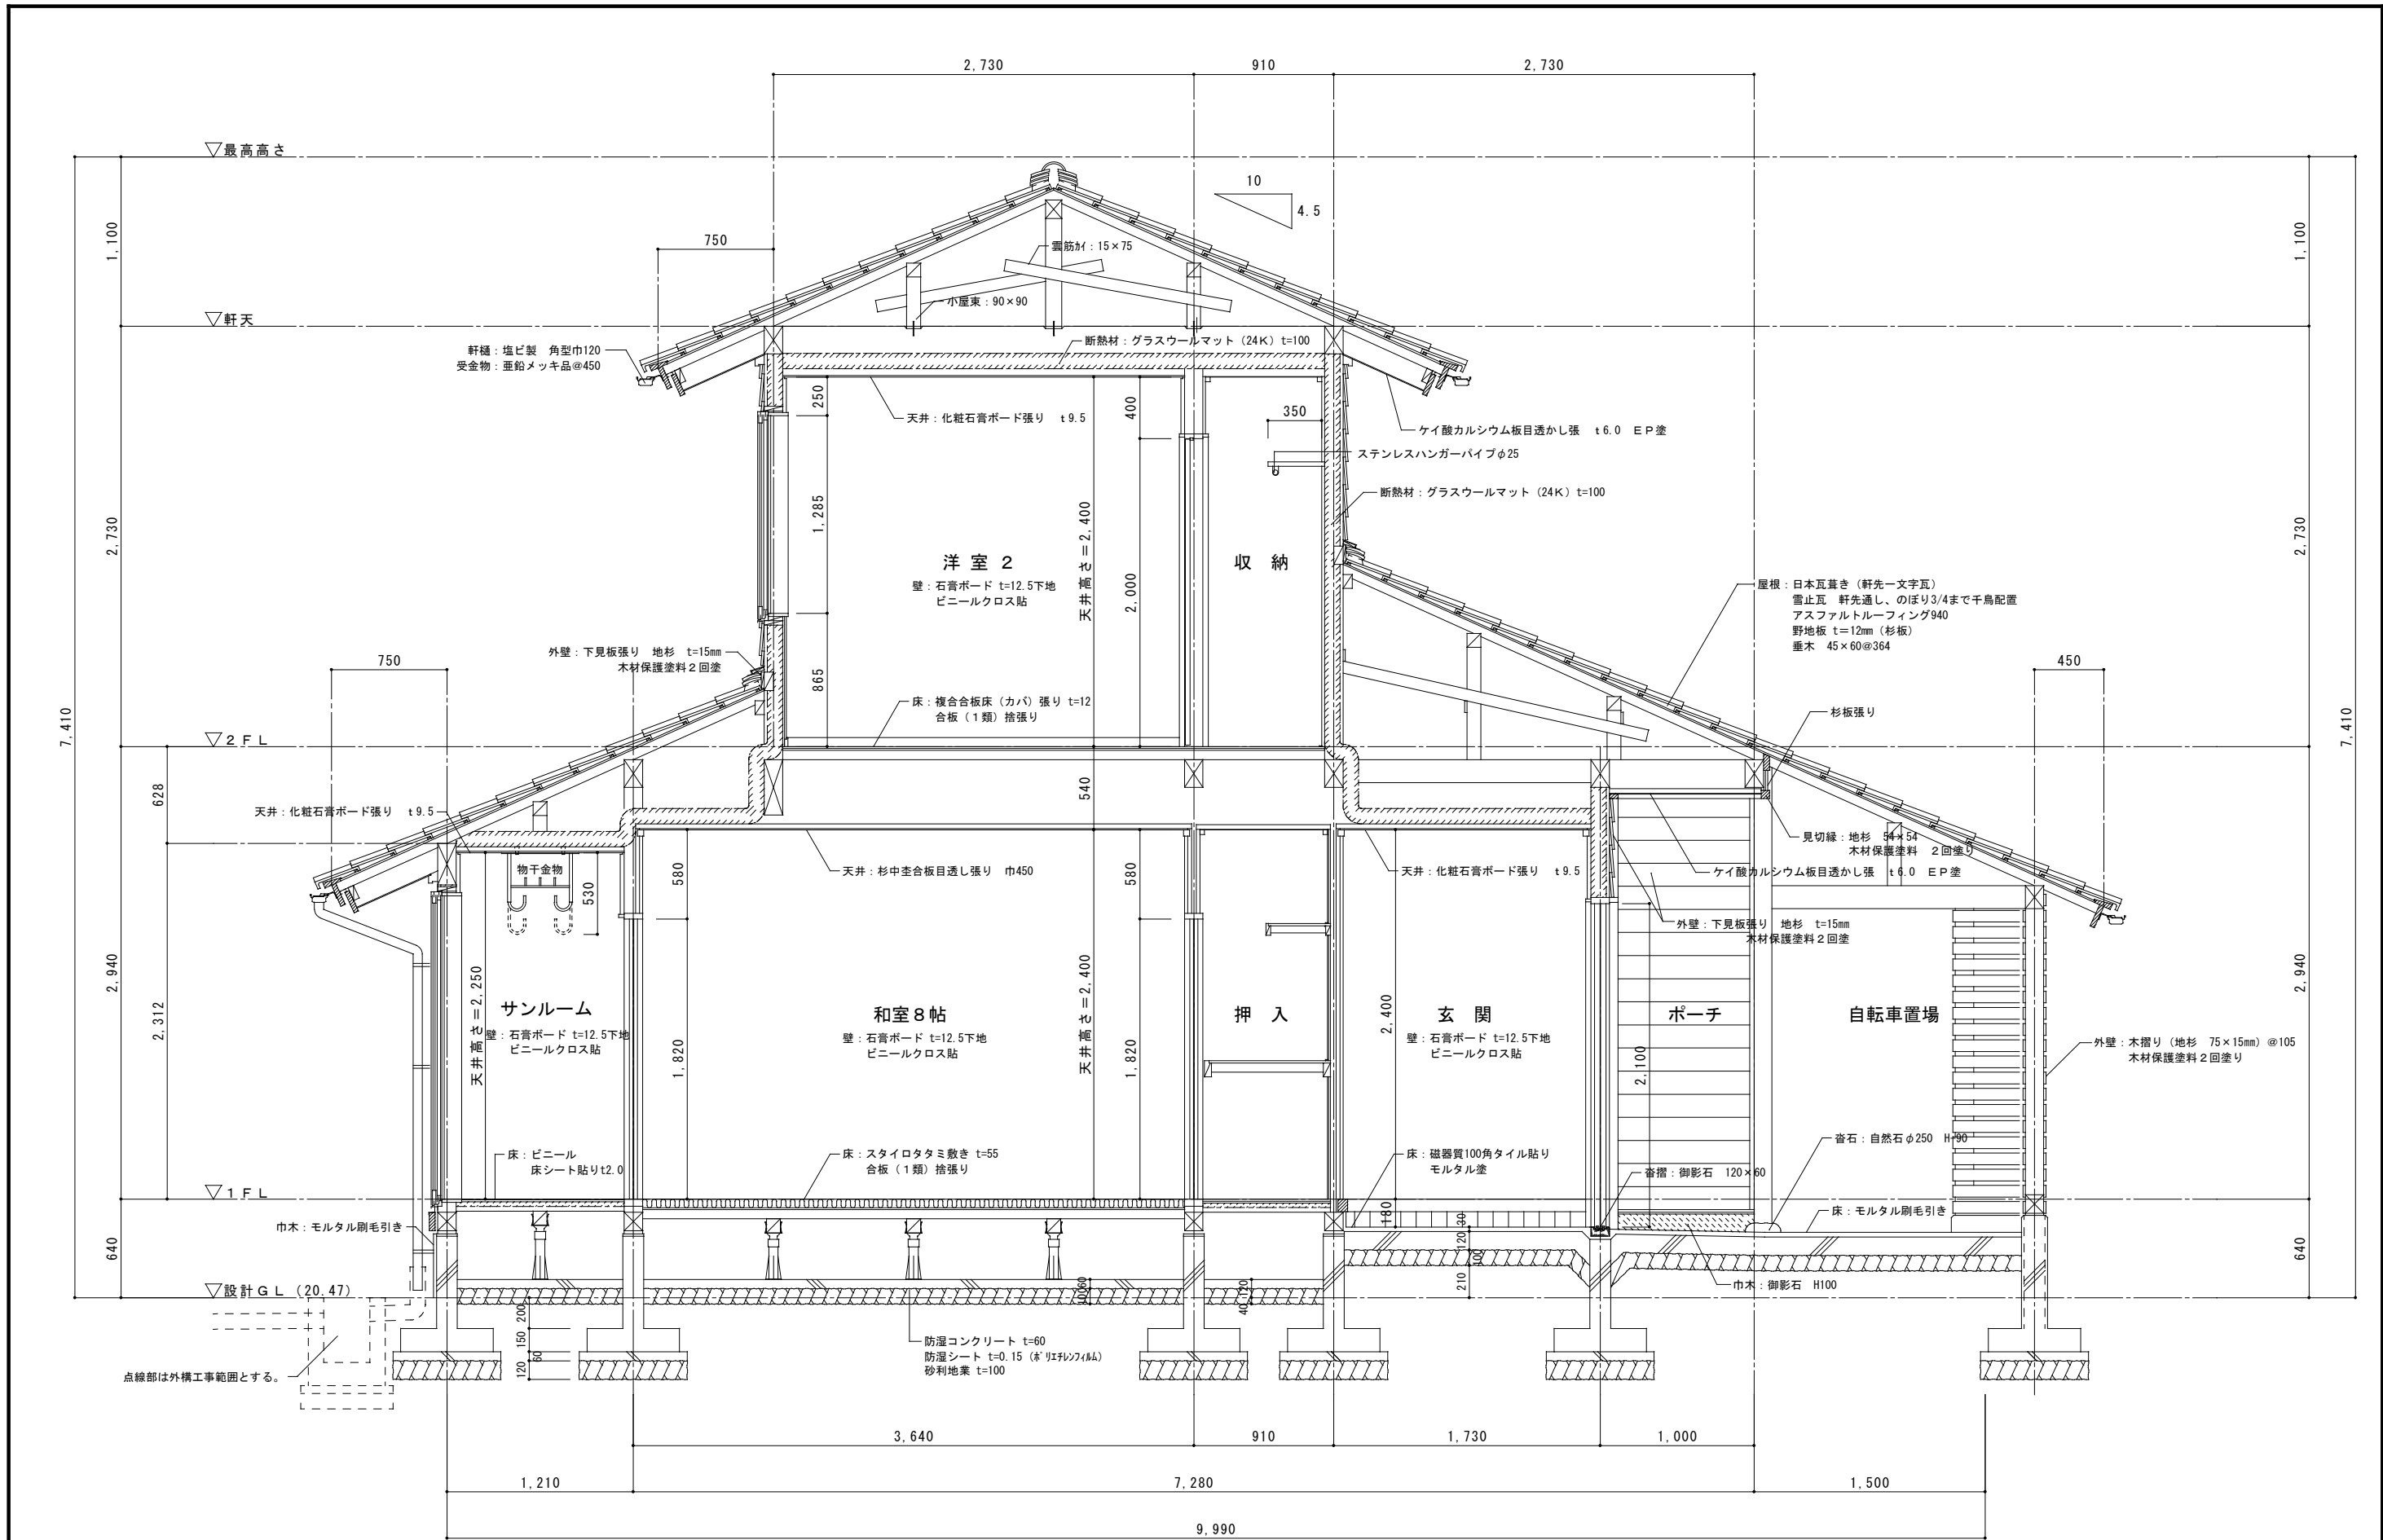 2,730
910
2,730
▽最高高さ
10
4.5
1,100
1,100
750
雲筋カイ：15×75
小屋束：90×90
▽軒天
軒樋：塩ビ製　角型巾120
受金物：亜鉛メッキ品@450
断熱材：グラスウールマット（24K）t=100
250
400
350
天井：化粧石膏ボード張り　t9.5
ケイ酸カルシウム板目透かし張　t6.0　EP塗
ステンレスハンガーパイプφ25
断熱材：グラスウールマット（24K）t=100
1,285
天井高さ＝2,400
2,000
2,730
2,730
洋室2
壁：石膏ボード t=12.5下地
ビニールクロス貼
収　納
屋根：日本瓦葺き（軒先一文字瓦）
雪止瓦　軒先通し、のぼり3/4まで千鳥配置
アスファルトルーフィング940
野地板 t＝12mm（杉板）
垂木　45×60@364
外壁：下見板張り　地杉　t=15mm
木材保護塗料２回塗
750
865
450
床：複合合板床（カバ）張り t=12
合板（１類）捨張り
杉板張り
7,410
7,410
▽２ＦＬ
628
540
天井：化粧石膏ボード張り　t9.5
見切縁：地杉　54×54
木材保護塗料　２回塗り
物干金物
530
580
天井：杉中杢合板目透し張り　巾450
580
天井：化粧石膏ボード張り　t9.5
ケイ酸カルシウム板目透かし張　t6.0　EP塗
外壁：下見板張り　地杉　t=15mm
木材保護塗料２回塗
2,940
2,312
天井高さ＝2,250
サンルーム
壁：石膏ボード t=12.5下地
ビニールクロス貼
1,820
和室８帖
壁：石膏ボード t=12.5下地
ビニールクロス貼
天井高さ＝2,400
1,820
押　入
2,400
玄　関
壁：石膏ボード t=12.5下地
ビニールクロス貼
2,100
ポーチ
自転車置場
2,940
外壁：木摺り（地杉　75×15mm）@105
木材保護塗料２回塗り
床：ビニール
床シート貼りt2.0
床：スタイロタタミ敷き t=55
合板（１類）捨張り
床：磁器質100角タイル貼り
モルタル塗
沓石：自然石φ250　H=90
沓摺：御影石　120×60
▽１ＦＬ
巾木：モルタル刷毛引き
180
30
床：モルタル刷毛引き
640
120
100
210
640
巾木：御影石　H100
▽設計ＧＬ（20.47）
60
100
120
40
200
150
60
120
防湿コンクリート t=60
防湿シート t=0.15（ポリエチレンフィルム）
砂利地業 t=100
点線部は外構工事範囲とする。
3,640
910
1,730
1,000
1,210
7,280
1,500
9,990